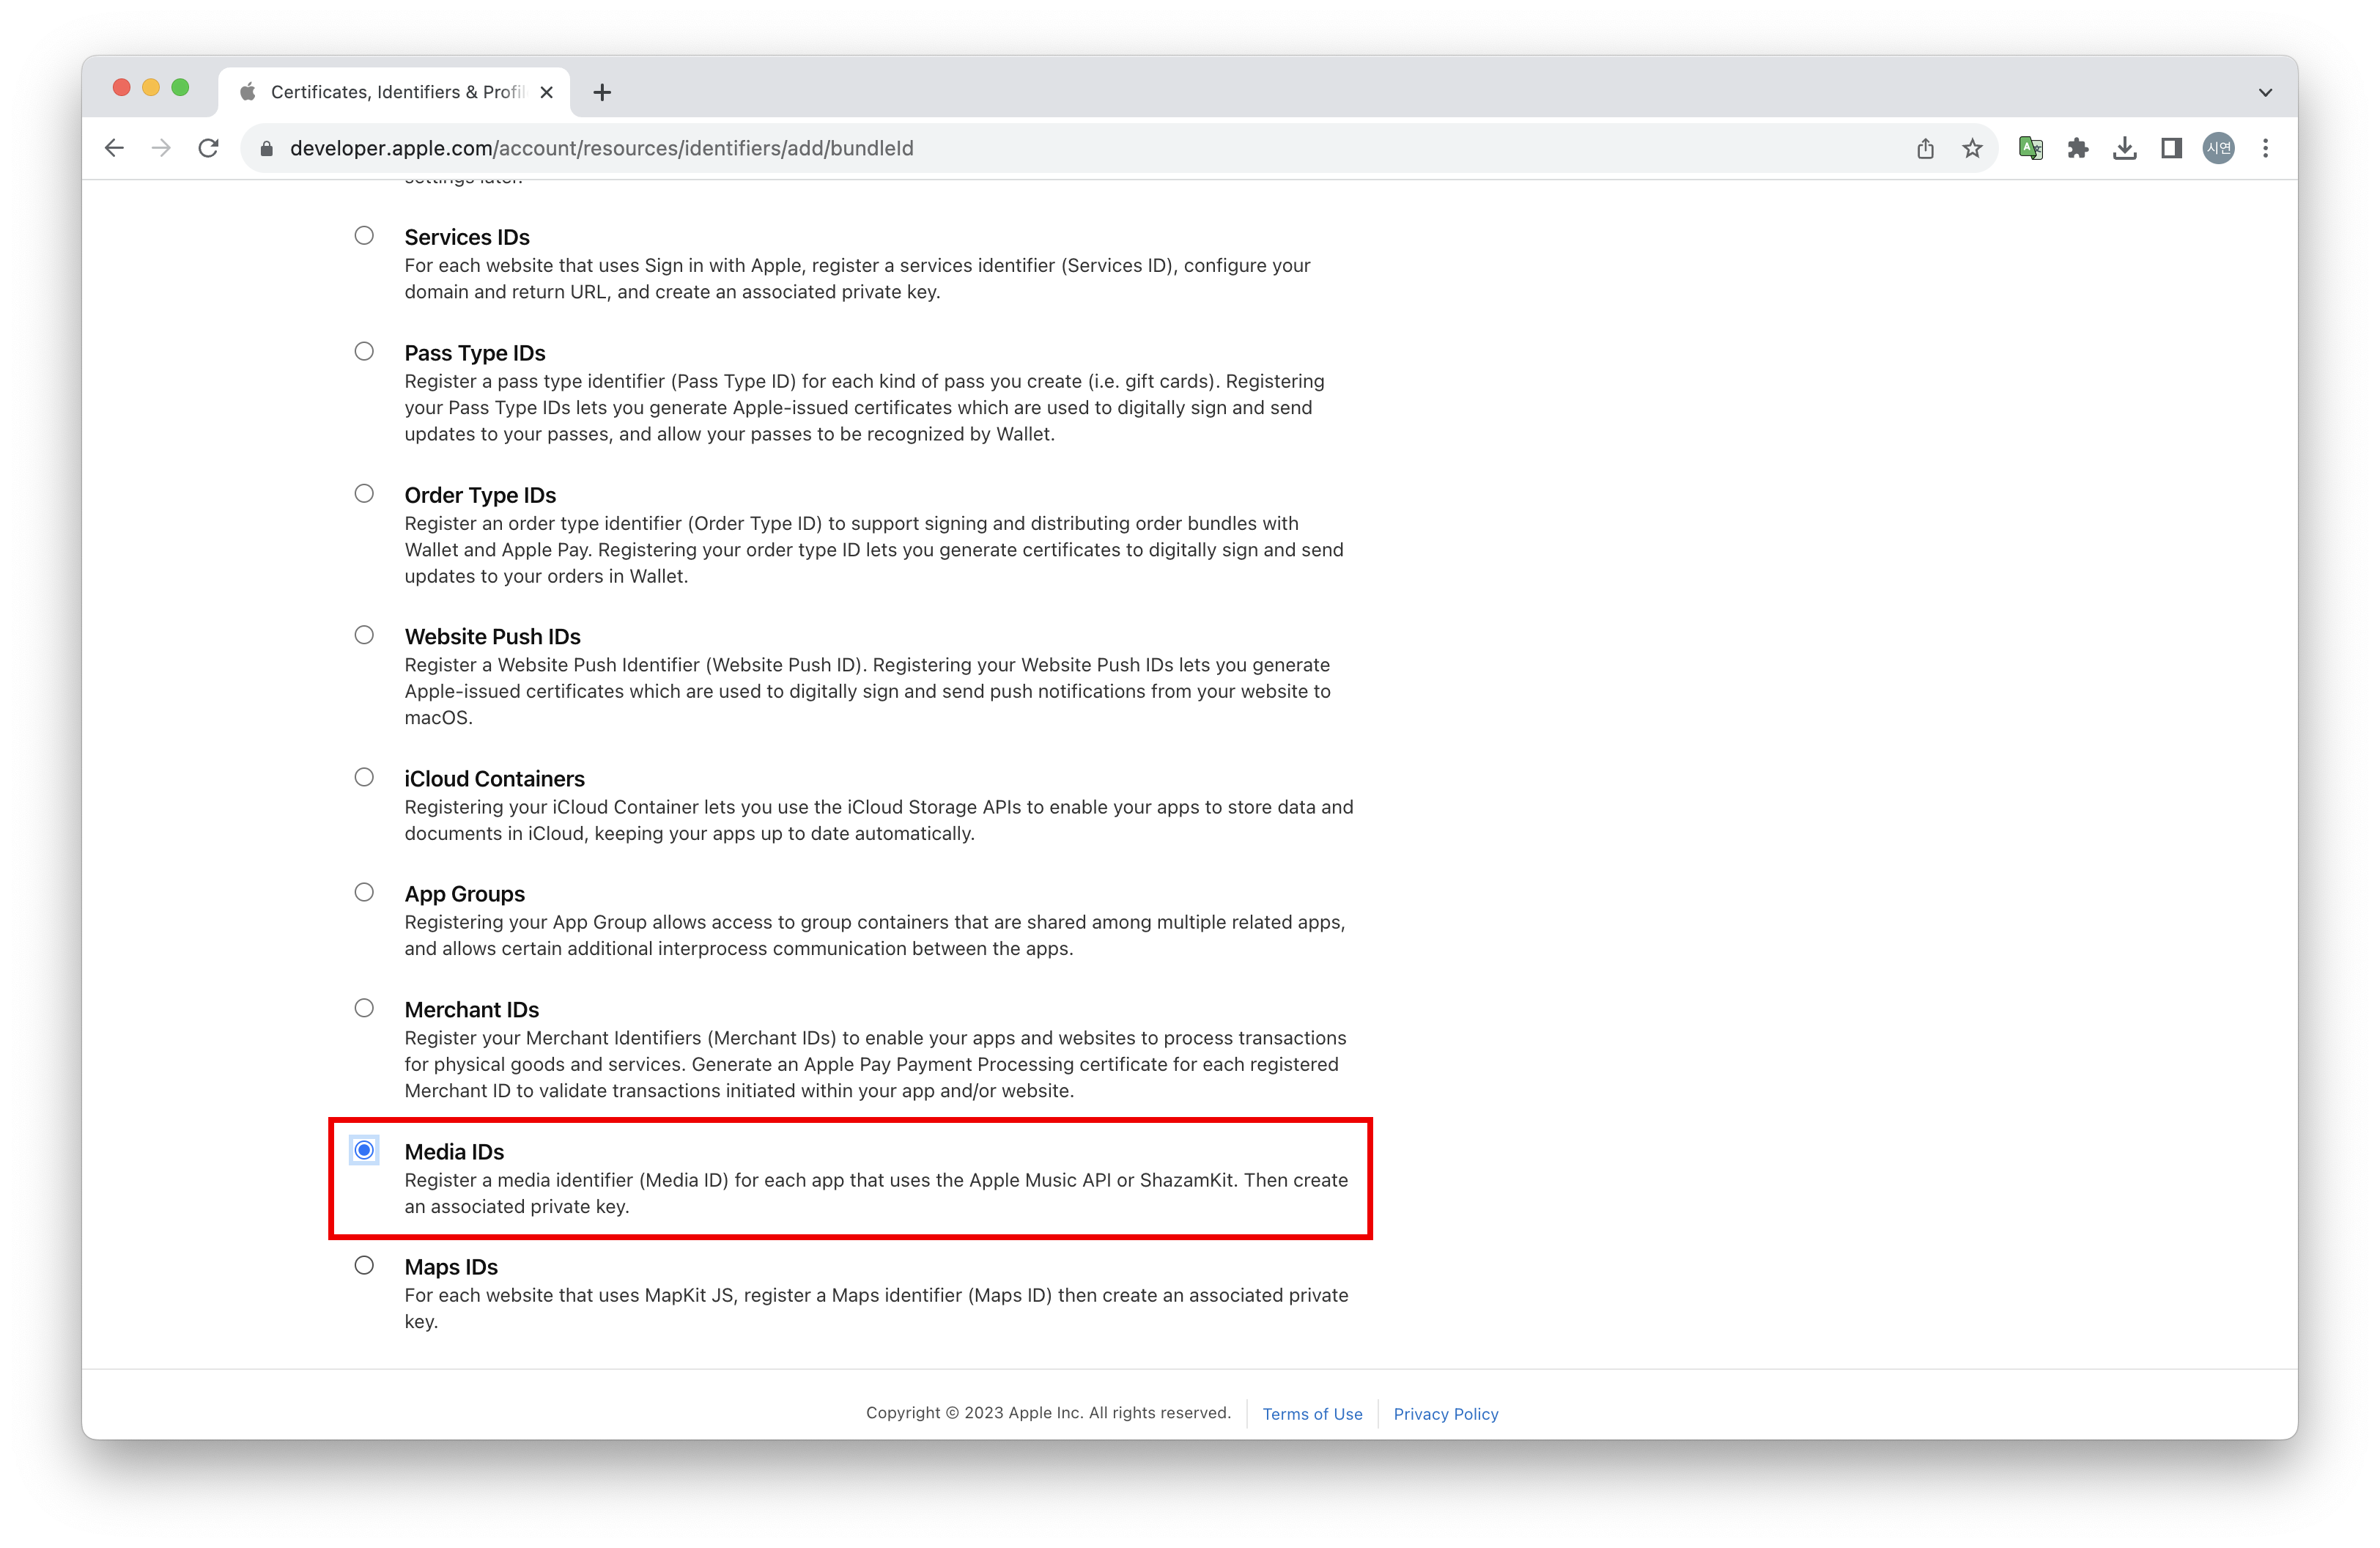 Certificates, Identifiers & Profil
developer.apple.com/account/resources/identifiers/add/bundleId
시연
settings later.
Services IDs
For each website that uses Sign in with Apple, register a services identifier (Services ID), configure your
domain and return URL, and create an associated private key.
Pass Type IDs
Register a pass type identifier (Pass Type ID) for each kind of pass you create (i.e. gift cards). Registering
your Pass Type IDs lets you generate Apple-issued certificates which are used to digitally sign and send
updates to your passes, and allow your passes to be recognized by Wallet.
Order Type IDs
Register an order type identifier (Order Type ID) to support signing and distributing order bundles with
Wallet and Apple Pay. Registering your order type ID lets you generate certificates to digitally sign and send
updates to your orders in Wallet.
Website Push IDs
Register a Website Push Identifier (Website Push ID). Registering your Website Push IDs lets you generate
Apple-issued certificates which are used to digitally sign and send push notifications from your website to
macOS.
iCloud Containers
Registering your iCloud Container lets you use the iCloud Storage APIs to enable your apps to store data and
documents in iCloud, keeping your apps up to date automatically.
App Groups
Registering your App Group allows access to group containers that are shared among multiple related apps,
and allows certain additional interprocess communication between the apps.
Merchant IDs
Register your Merchant Identifiers (Merchant IDs) to enable your apps and websites to process transactions
for physical goods and services. Generate an Apple Pay Payment Processing certificate for each registered
Merchant ID to validate transactions initiated within your app and/or website.
Media IDs
Register a media identifier (Media ID) for each app that uses the Apple Music API or ShazamKit. Then create
an associated private key.
Maps IDs
For each website that uses MapKit JS, register a Maps identifier (Maps ID) then create an associated private
key.
Copyright © 2023 Apple Inc. All rights reserved. Terms of Use Privacy Policy